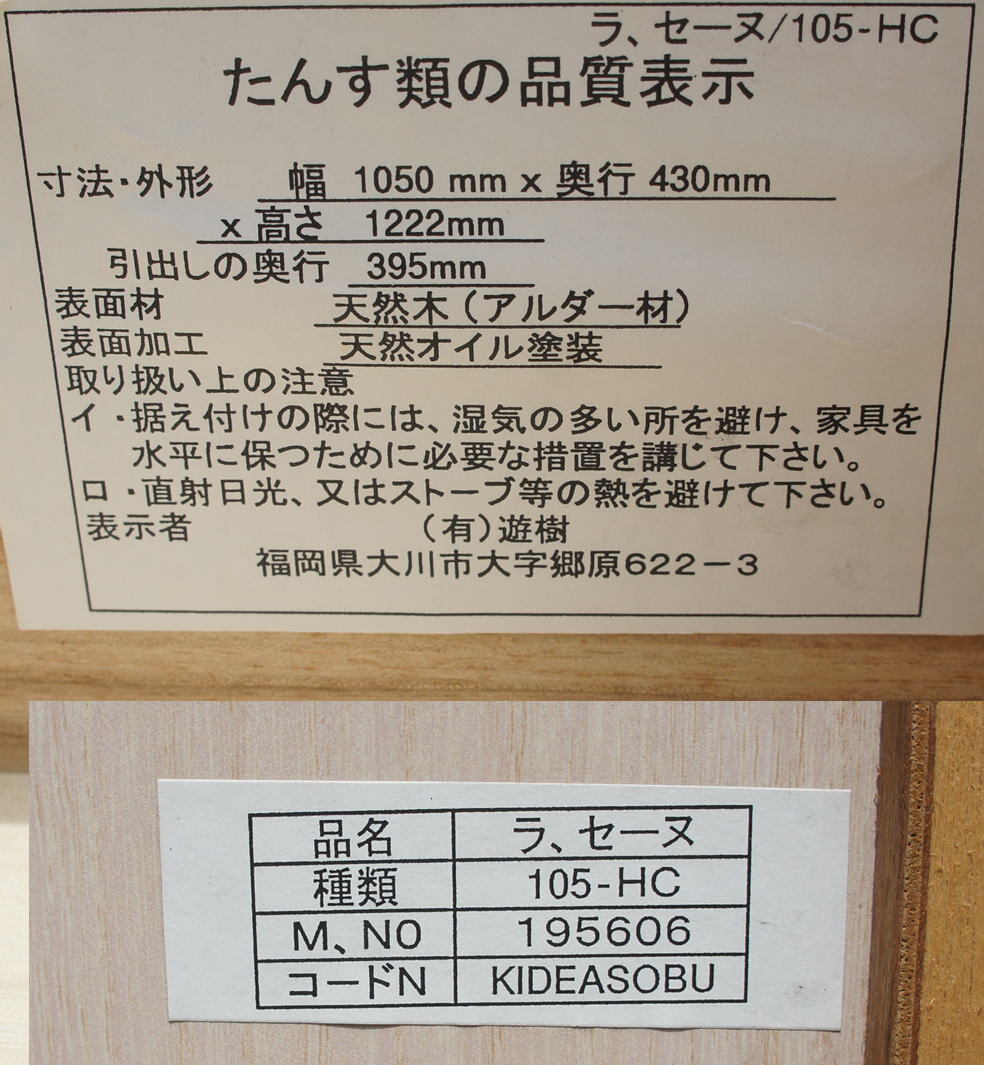 ラ、セーヌ/105-HC
たんす類の品質表示
寸法・外形 幅 1050 mm x 奥行 430mm
x 高さ 1222mm
引出しの奥行 395mm
表面材 天然木（アルダー材）
表面加工 天然オイル塗装
取り扱い上の注意
イ・据え付けの際には、湿気の多い所を避け、家具を
水平に保つために必要な措置を講じて下さい。
ロ・直射日光、又はストーブ等の熱を避けて下さい。
表示者 （有）遊樹
福岡県大川市大字郷原622－3
品名 ラ、セーヌ
種類 105-HC
M、NO 195606
コードN KIDEASOBU